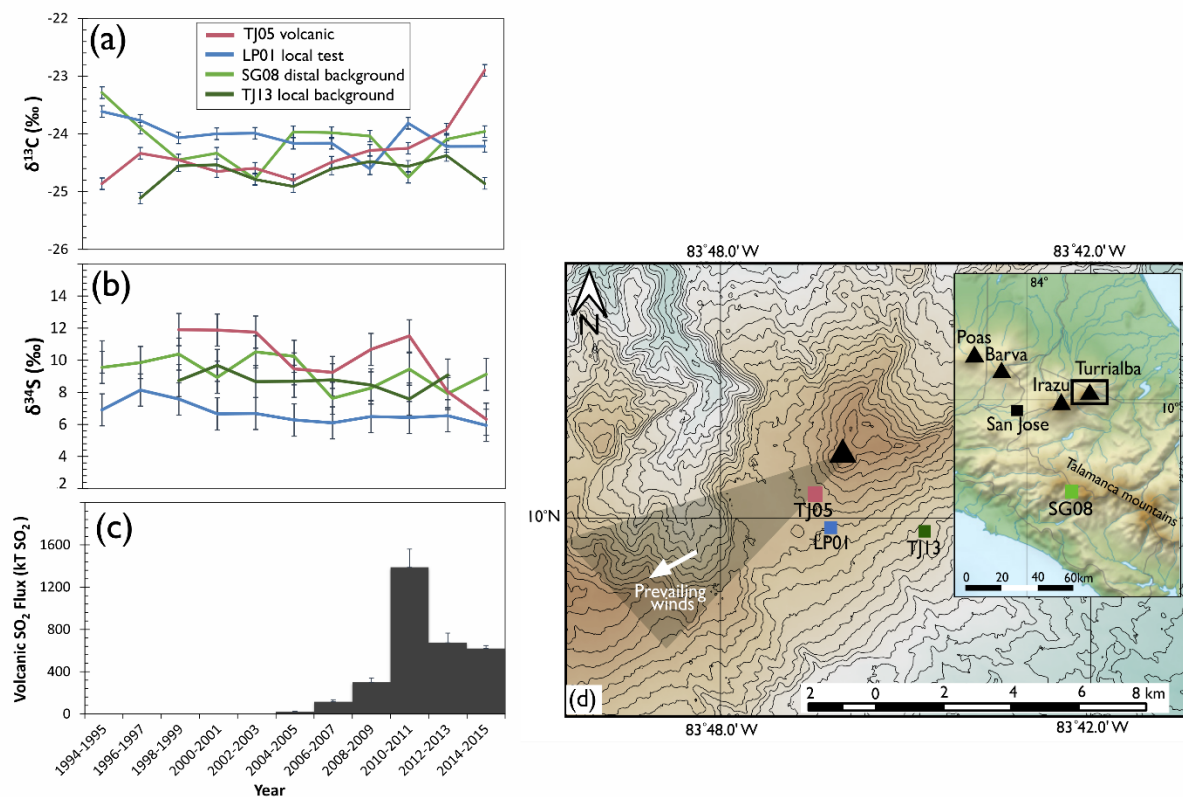 (a)
TJ05 volcanic
LP01 local test
SG08 distal background
TJ13 local background
δ¹³C (‰)
-22
-23
-24
-25
-26
(b)
δ³⁴S (‰)
14
12
10
8
6
4
2
(c)
Volcanic SO₂ Flux (kT SO₂)
1600
1200
800
400
0
1994-1995
1996-1997
1998-1999
2000-2001
2002-2003
2004-2005
2006-2007
2008-2009
2010-2011
2012-2013
2014-2015
Year
83°48.0' W
83°42.0' W
N
10°N
TJ05
LP01
TJ13
Prevailing
winds
(d)
2 0 2 4 6 8 km
83°48.0' W
83°42.0' W
84°
Poas
Barva
Turrialba
Irazu
10°
San Jose
Talamanca mountains
SG08
0 20 40 60km